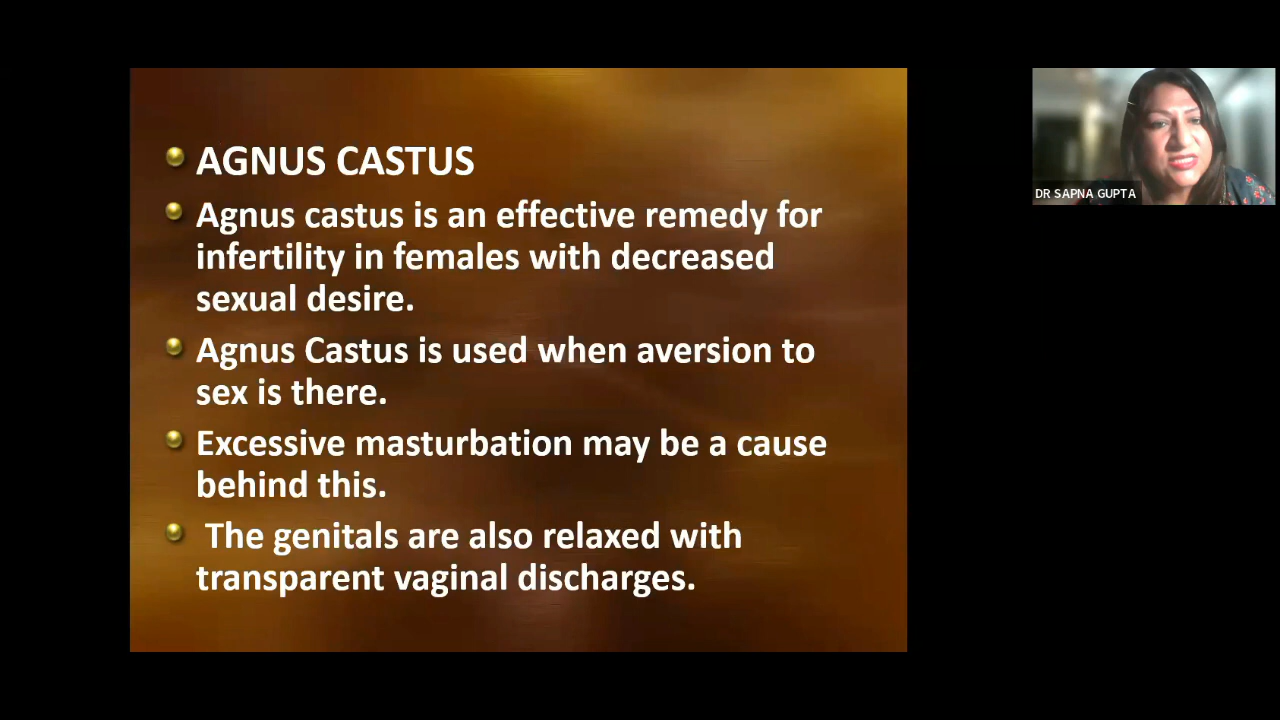 AGNUS CASTUS
Agnus castus is an effective remedy for
infertility in females with decreased
sexual desire.
Agnus Castus is used when aversion to
sex is there.
Excessive masturbation may be a cause
behind this.
The genitals are also relaxed with
transparent vaginal discharges.
DR SAPNA GUPTA